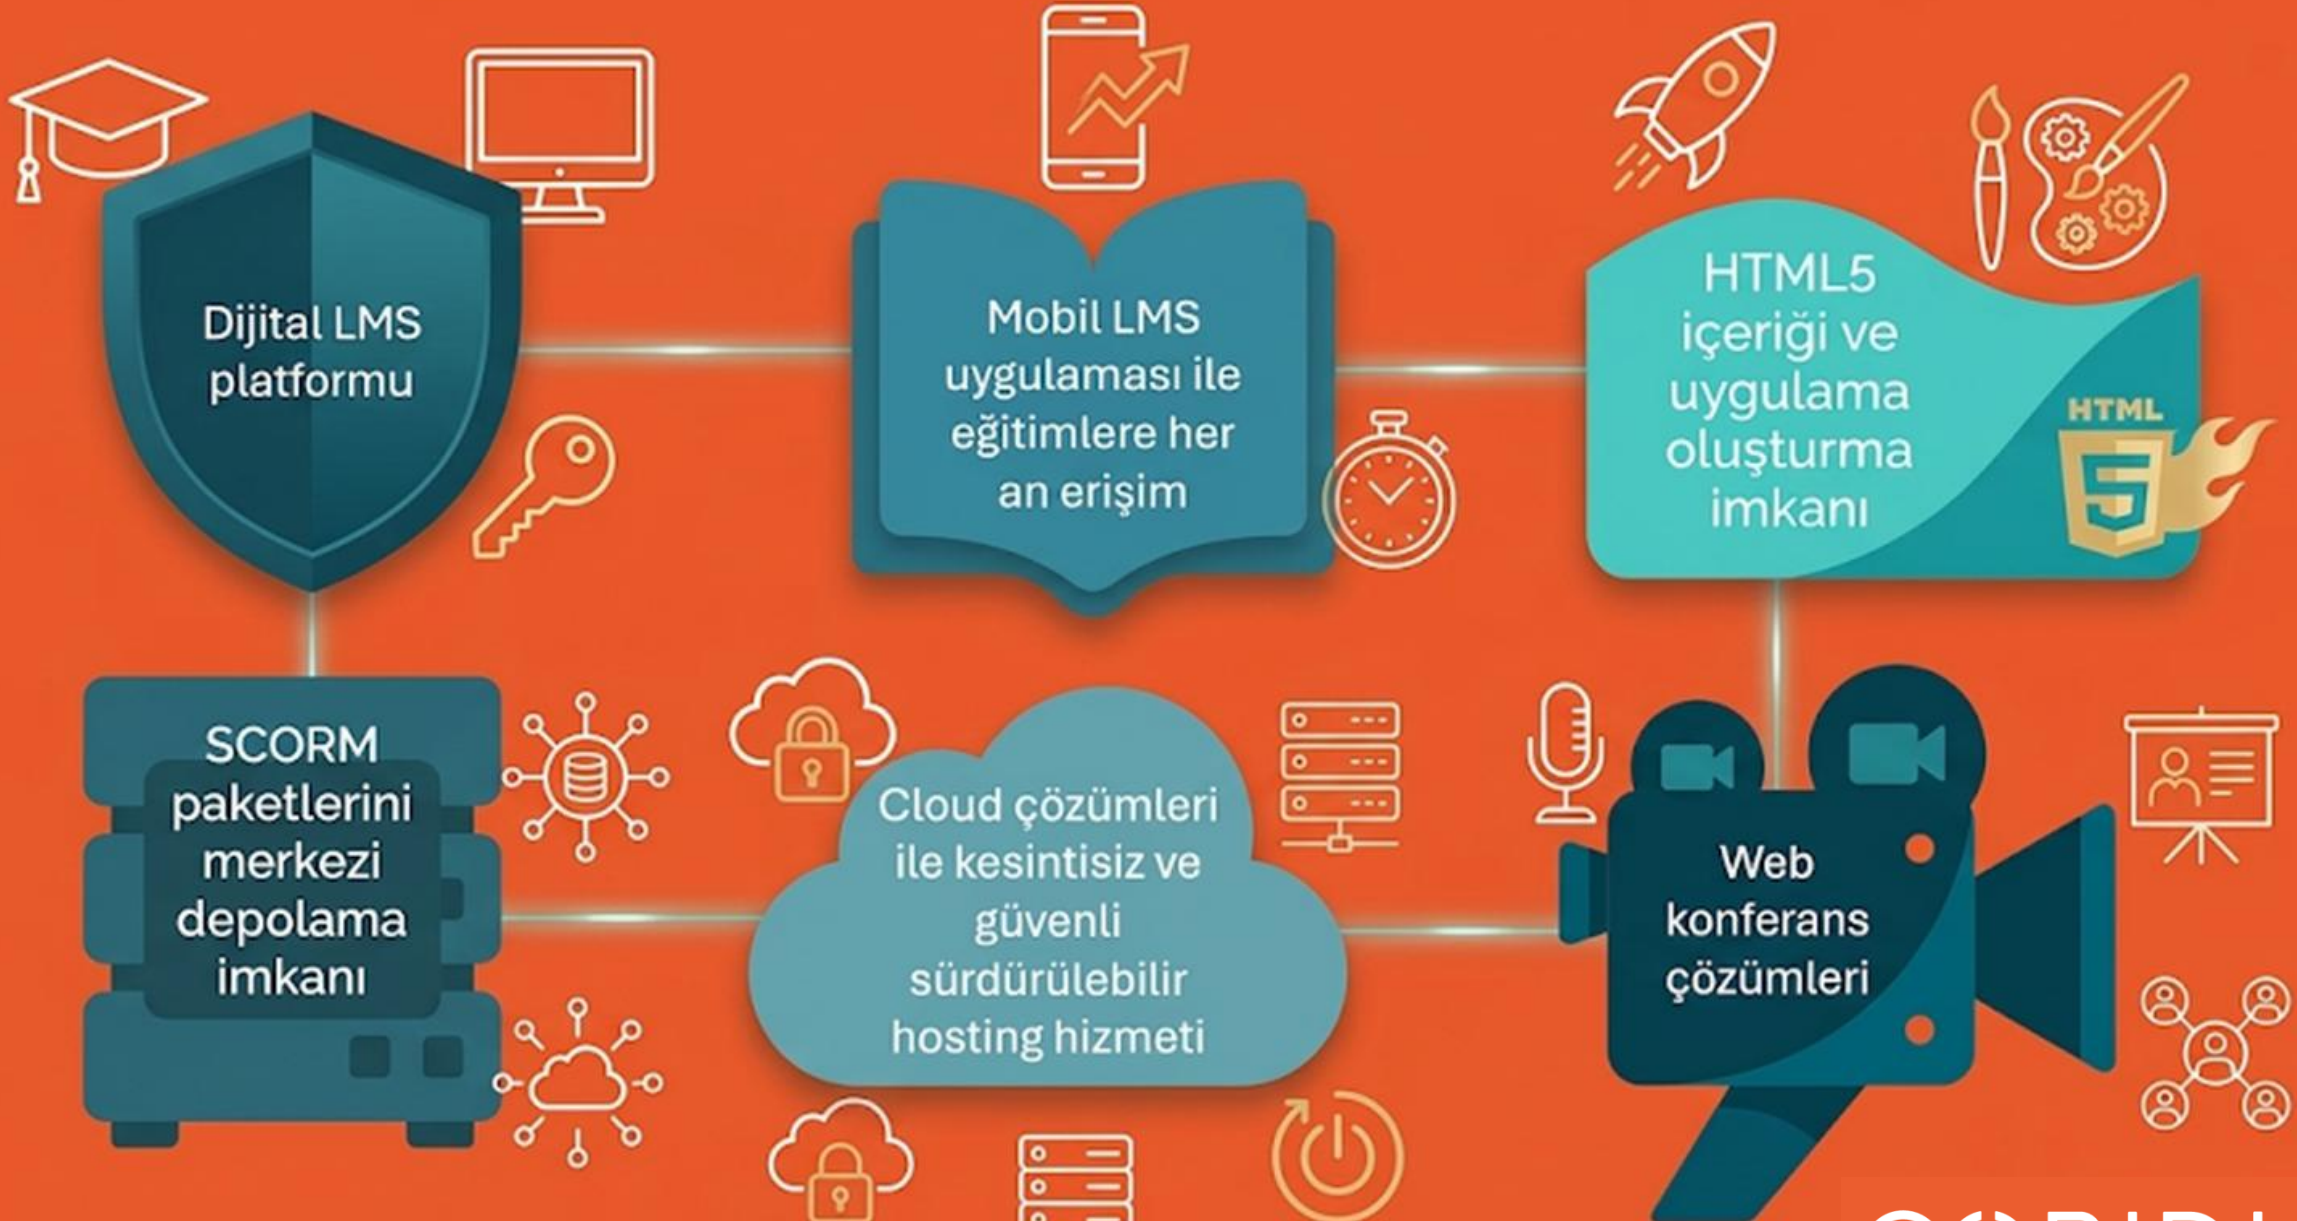 Dijital LMS
platformu
Mobil LMS
uygulaması ile
eğitimlere her
an erişim
HTML5
içeriği ve
uygulama
oluşturma
imkanı
HTML
5
SCORM
paketlerini
merkezi
depolama
imkanı
Cloud çözümleri
ile kesintisiz ve
güvenli
sürdürülebilir
hosting hizmeti
Web
konferans
çözümleri